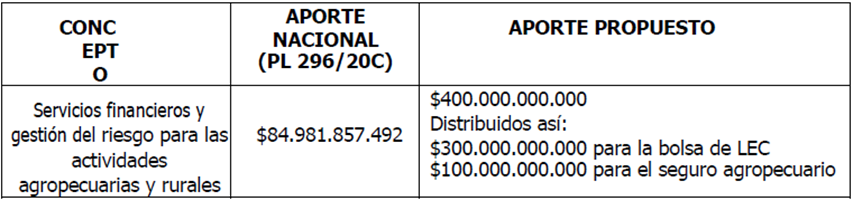 CONC
EPT
O
APORTE
NACIONAL
(PL 296/20C)
APORTE PROPUESTO
Servicios financieros y
gestión del riesgo para las
actividades
agropecuarias y rurales
$84.981.857.492
$400.000.000.000
Distribuidos así:
$300.000.000.000 para la bolsa de LEC
$100.000.000.000 para el seguro agropecuario